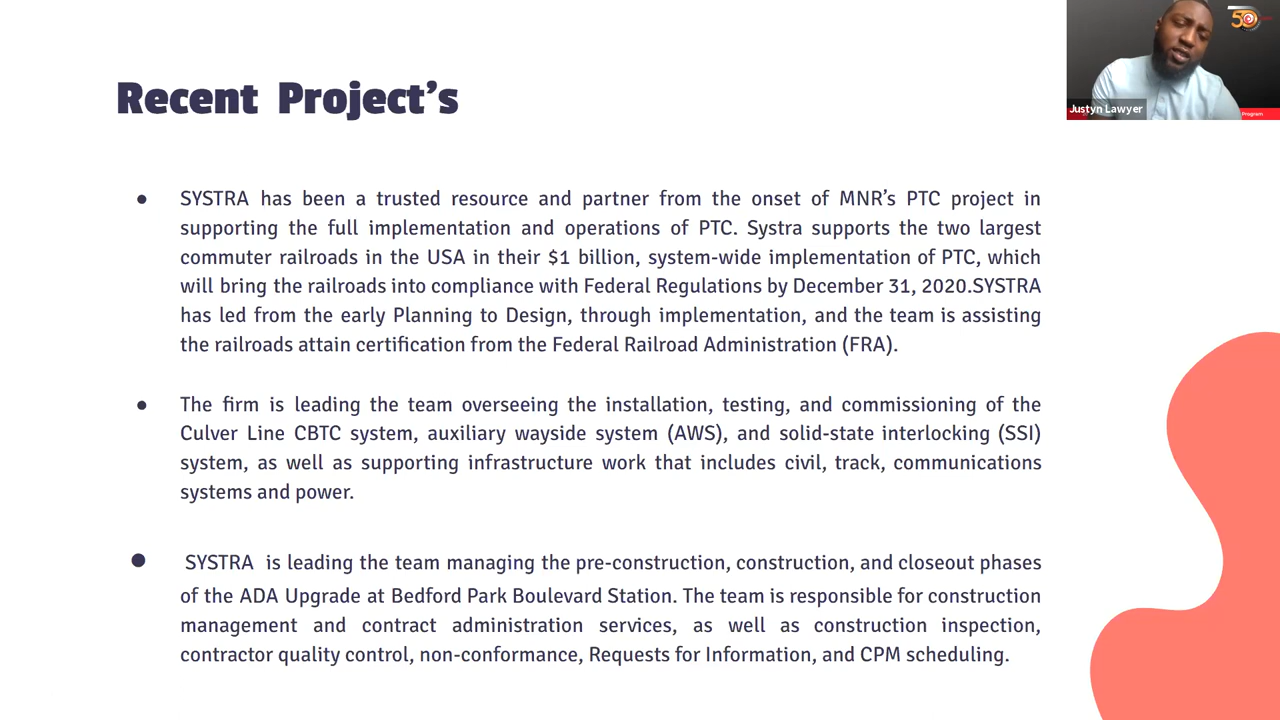 50
Justyn Lawyer
Program
Recent Project's
● SYSTRA has been a trusted resource and partner from the onset of MNR's PTC project in
supporting the full implementation and operations of PTC. Systra supports the two largest
commuter railroads in the USA in their $1 billion, system-wide implementation of PTC, which
will bring the railroads into compliance with Federal Regulations by December 31, 2020.SYSTRA
has led from the early Planning to Design, through implementation, and the team is assisting
the railroads attain certification from the Federal Railroad Administration (FRA).
● The firm is leading the team overseeing the installation, testing, and commissioning of the
Culver Line CBTC system, auxiliary wayside system (AWS), and solid-state interlocking (SSI)
system, as well as supporting infrastructure work that includes civil, track, communications
systems and power.
● SYSTRA is leading the team managing the pre-construction, construction, and closeout phases
of the ADA Upgrade at Bedford Park Boulevard Station. The team is responsible for construction
management and contract administration services, as well as construction inspection,
contractor quality control, non-conformance, Requests for Information, and CPM scheduling.